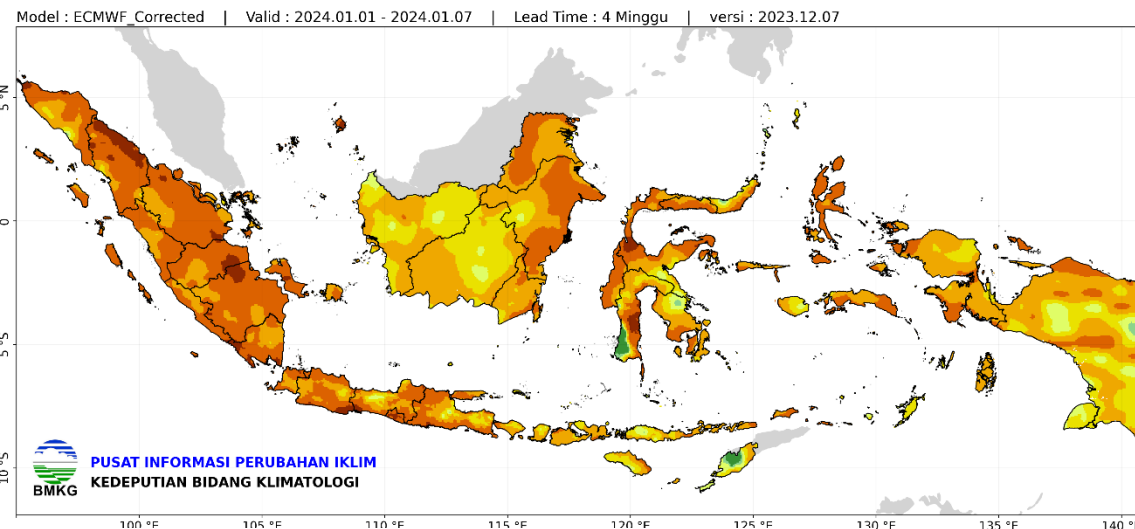 Model : ECMWF_Corrected | Valid : 2024.01.01 - 2024.01.07 | Lead Time : 4 Minggu | versi : 2023.12.07
5 °N
0
5 °S
10 °S
PUSAT INFORMASI PERUBAHAN IKLIM
KEDEPUTIAN BIDANG KLIMATOLOGI
BMKG
100 °E 105 °E 110 °E 115 °E 120 °E 125 °E 130 °E 135 °E 140 °